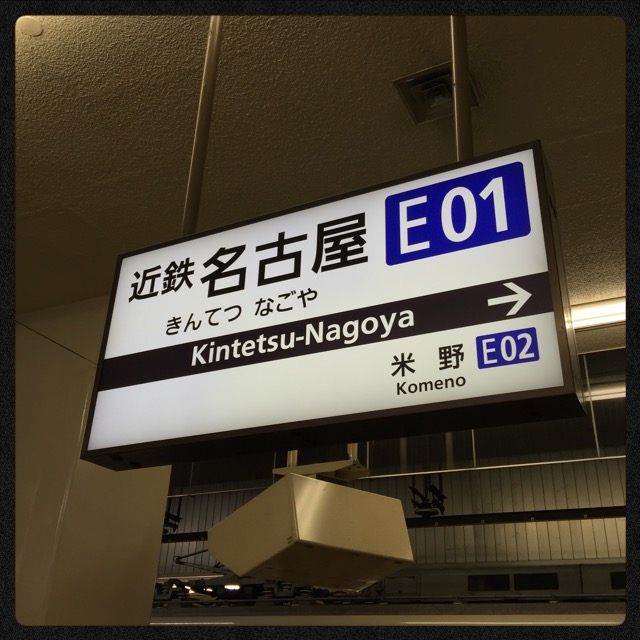 近鉄名古屋 E01
きんてつ なごや
Kintetsu-Nagoya →
米野 E02
Komeno